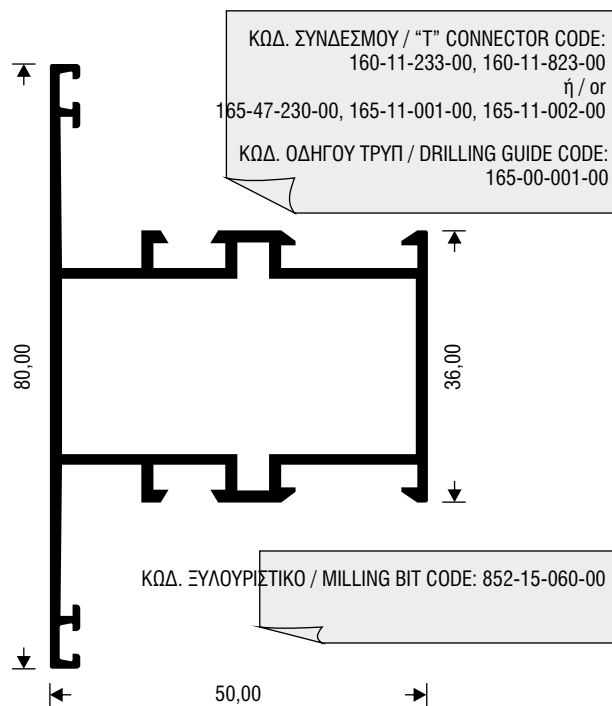 ΚΩΔ. ΣΥΝΔΕΣΜΟΥ / “T” CONNECTOR CODE:
160-11-233-00, 160-11-823-00
ή / or
165-47-230-00, 165-11-001-00, 165-11-002-00
ΚΩΔ. ΟΔΗΓΟΥ ΤΡΥΠ / DRILLING GUIDE CODE:
165-00-001-00
80,00
36,00
ΚΩΔ. ΞΥΛΟΥΡΙΣΤΙΚΟ / MILLING BIT CODE: 852-15-060-00
50,00